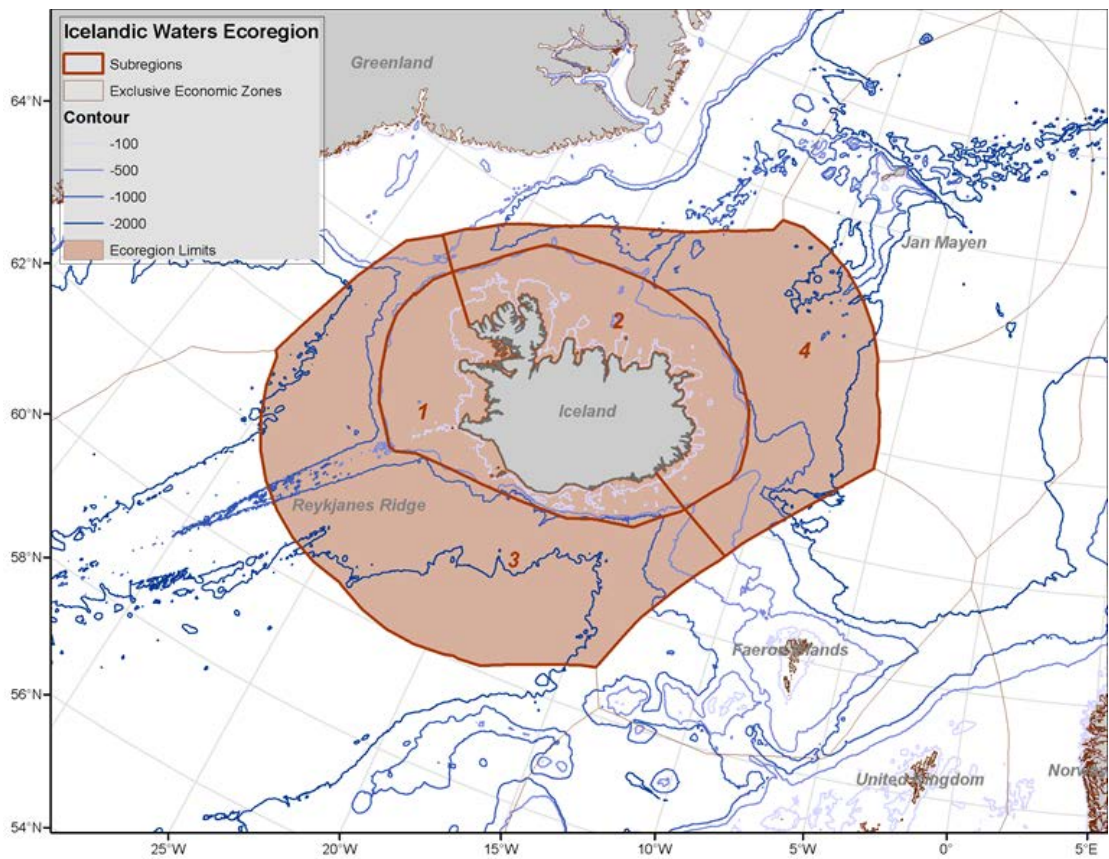 Icelandic Waters Ecoregion
Subregions
Exclusive Economic Zones
Contour
-100
-500
-1000
-2000
Ecoregion Limits
Greenland
Jan Mayen
Iceland
Reykjanes Ridge
Faeroe Islands
United Kingdom
Norw
1
2
3
4
64°N
62°N
60°N
58°N
56°N
54°N
25°W
20°W
15°W
10°W
5°W
0°
5°E